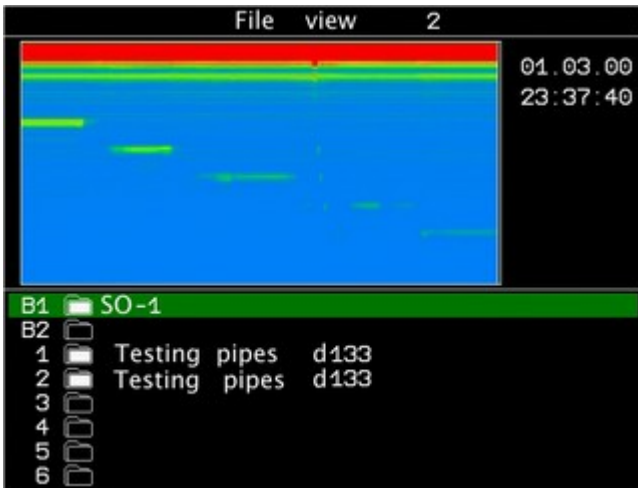 File view 2
01.03.00
23:37:40
B1 SO-1
B2
1 Testing pipes d133
2 Testing pipes d133
3
4
5
6